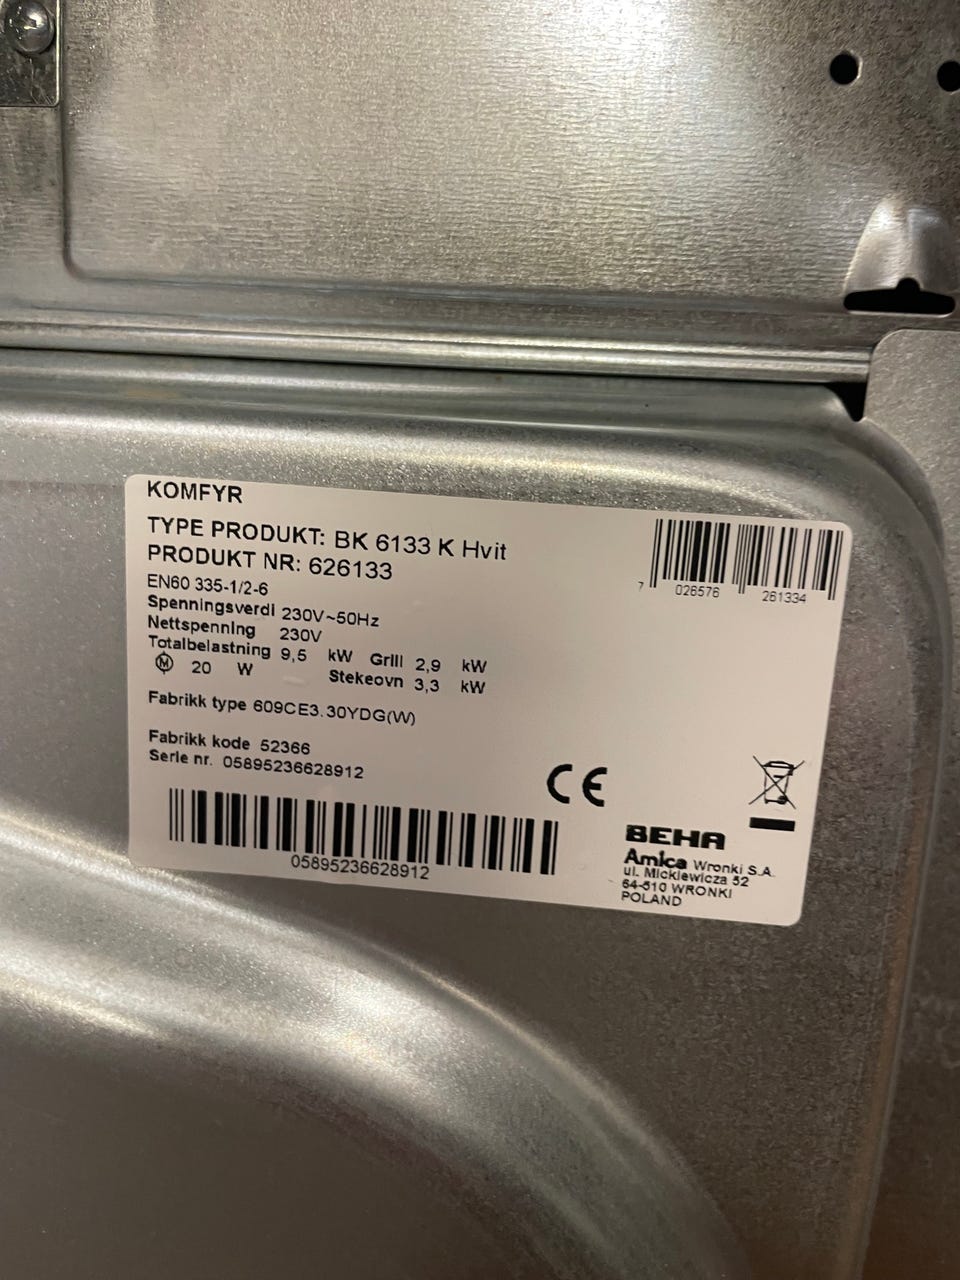 KOMFYR
TYPE PRODUKT: BK 6133 K Hvit
PRODUKT NR: 626133
EN60 335-1/2-6
Spenningsverdi 230V~50Hz
Nettspenning 230V
Totalbelastning 9,5 kW Grill 2,9 kW
M 20 W Stekeovn 3,3 kW
Fabrikk type 609CE3.30YDG(W)
Fabrikk kode 52366
Serie nr. 05895236628912
05895236628912
7 026576 261334
CE
BEHA
Amica Wronki S.A.
ul. Mickiewicza 52
64-510 WRONKI
POLAND